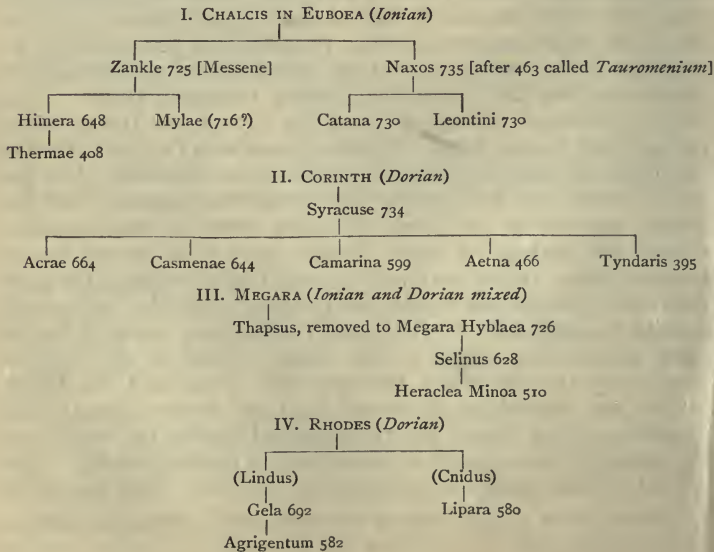 I. CHALCIS IN EUBOEA (Ionian)
Zankle 725 [Messene] Naxos 735 [after 463 called Tauromenium]
Himera 648 Mylae (716?) Catana 730 Leontini 730
Thermae 408
II. CORINTH (Dorian)
Syracuse 734
Acrae 664 Casmenae 644 Camarina 599 Aetna 466 Tyndaris 395
III. MEGARA (Ionian and Dorian mixed)
Thapsus, removed to Megara Hyblaea 726
Selinus 628
Heraclea Minoa 510
IV. RHODES (Dorian)
(Lindus) (Cnidus)
Gela 692 Lipara 580
Agrigentum 582